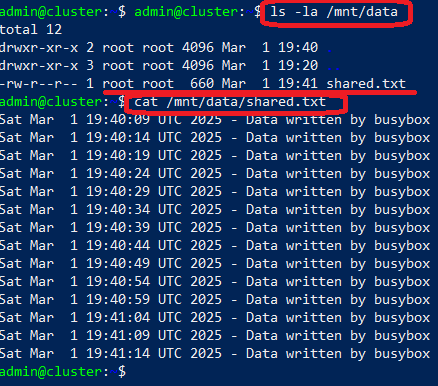 admin@cluster:~$ admin@cluster:~$ ls -la /mnt/data
total 12
drwxr-xr-x 2 root root 4096 Mar  1 19:40 .
drwxr-xr-x 3 root root 4096 Mar  1 19:20 ..
-rw-r--r-- 1 root root  660 Mar  1 19:41 shared.txt
admin@cluster:~$ cat /mnt/data/shared.txt
Sat Mar  1 19:40:09 UTC 2025 - Data written by busybox
Sat Mar  1 19:40:14 UTC 2025 - Data written by busybox
Sat Mar  1 19:40:19 UTC 2025 - Data written by busybox
Sat Mar  1 19:40:24 UTC 2025 - Data written by busybox
Sat Mar  1 19:40:29 UTC 2025 - Data written by busybox
Sat Mar  1 19:40:34 UTC 2025 - Data written by busybox
Sat Mar  1 19:40:39 UTC 2025 - Data written by busybox
Sat Mar  1 19:40:44 UTC 2025 - Data written by busybox
Sat Mar  1 19:40:49 UTC 2025 - Data written by busybox
Sat Mar  1 19:40:54 UTC 2025 - Data written by busybox
Sat Mar  1 19:40:59 UTC 2025 - Data written by busybox
Sat Mar  1 19:41:04 UTC 2025 - Data written by busybox
Sat Mar  1 19:41:09 UTC 2025 - Data written by busybox
Sat Mar  1 19:41:14 UTC 2025 - Data written by busybox
admin@cluster:~$